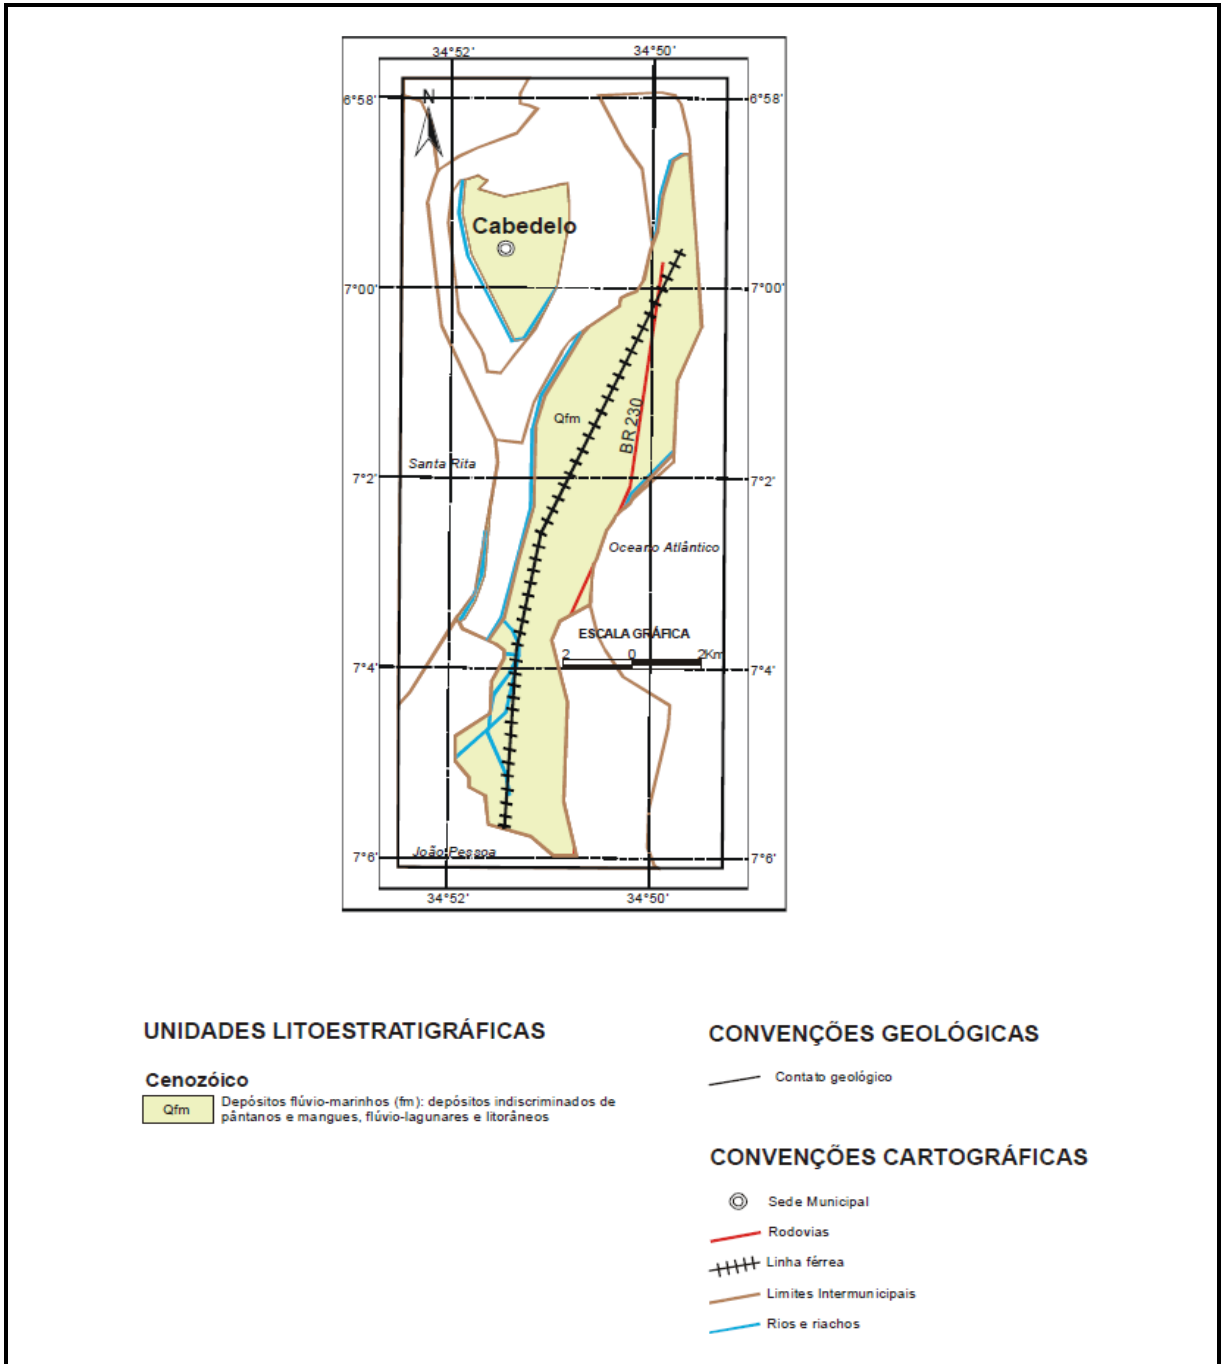 34°52'
34°50'
6°58'
N
6°58'
Cabedelo
7°00'
7°00'
Qfm
BR 230
Santa Rita
7°2'
7°2'
Oceano Atlântico
ESCALA GRÁFICA
2 0 2Km
7°4'
7°4'
João Pessoa
7°6'
7°6'
34°52'
34°50'
UNIDADES LITOESTRATIGRÁFICAS
Cenozóico
Qfm
Depósitos flúvio-marinhos (fm): depósitos indiscriminados de
pântanos e mangues, flúvio-lagunares e litorâneos
CONVENÇÕES GEOLÓGICAS
Contato geológico
CONVENÇÕES CARTOGRÁFICAS
Sede Municipal
Rodovias
Linha férrea
Limites Intermunicipais
Rios e riachos